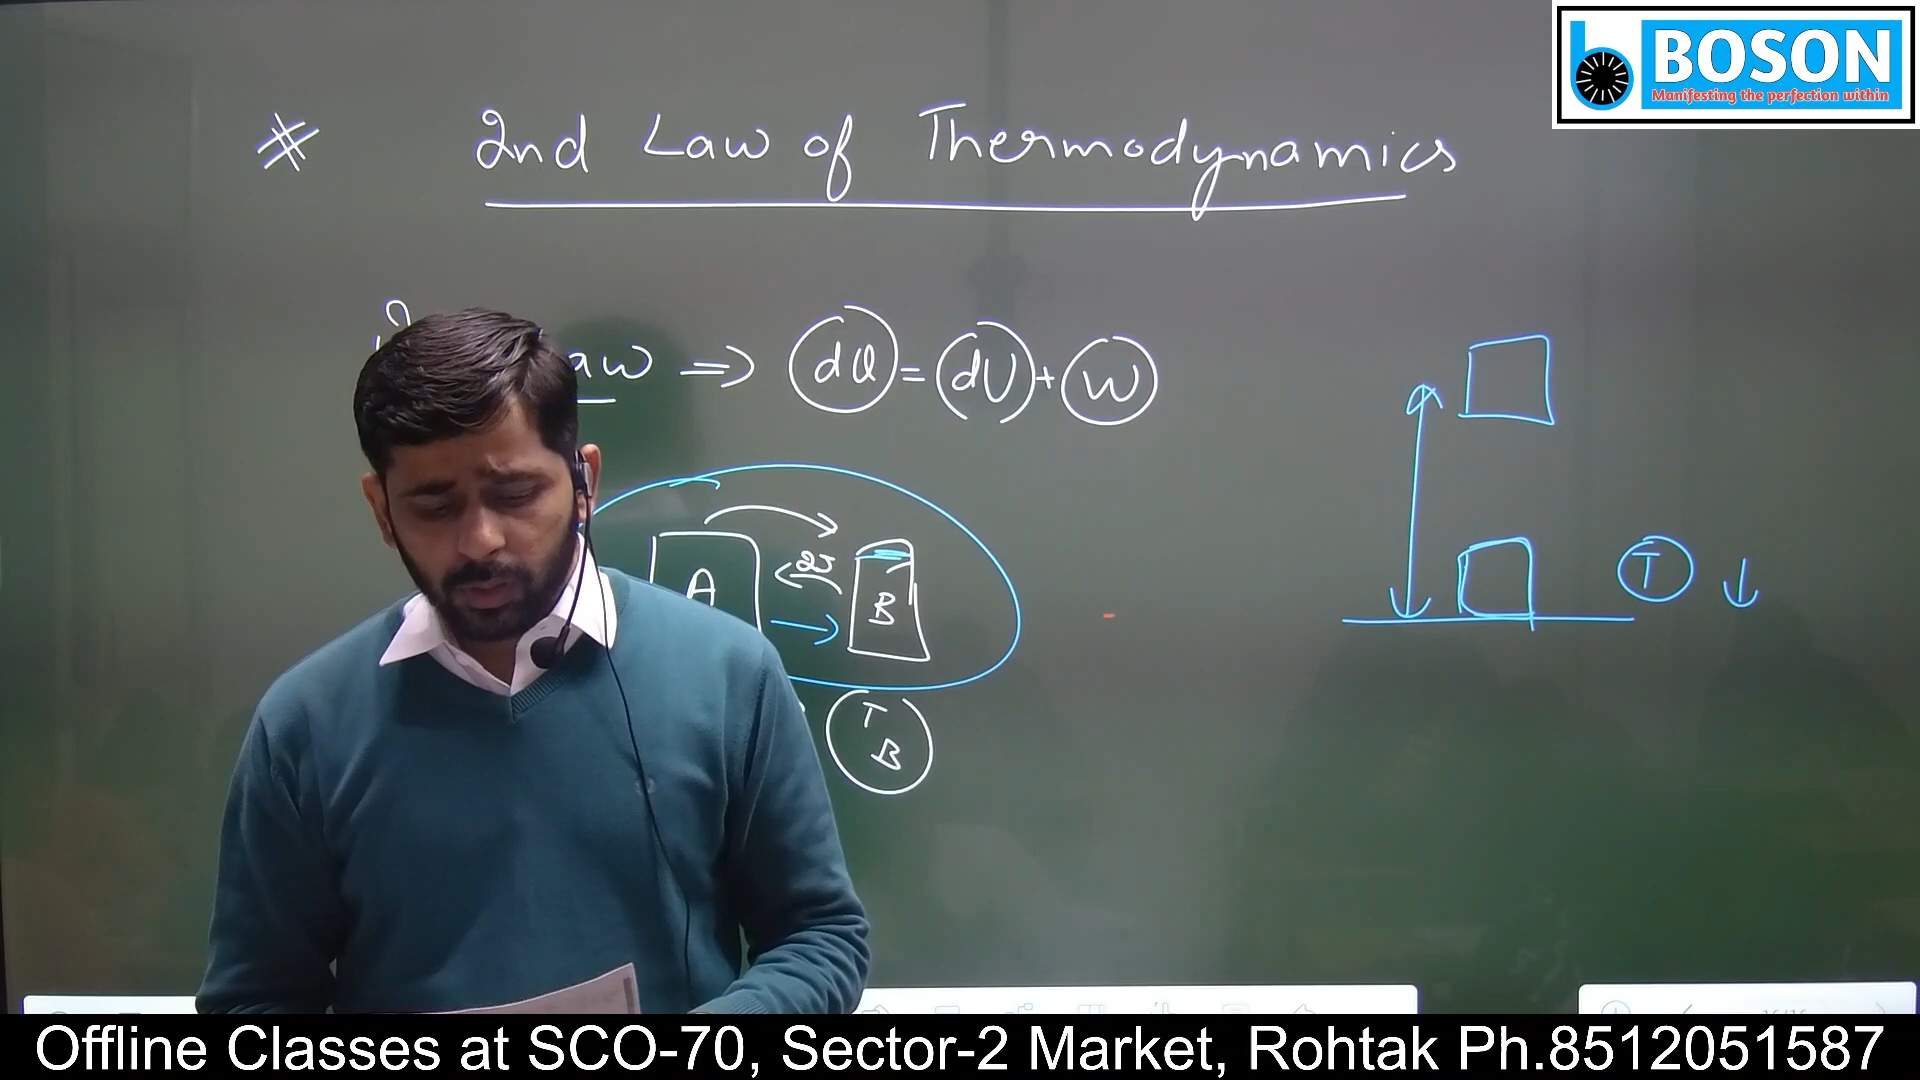 BOSON
Manifesting the perfection within
* 2nd Law of Thermodynamics
⇒ dQ = dU + W
A 2J B
T
T B
Offline Classes at SCO-70, Sector-2 Market, Rohtak Ph.8512051587